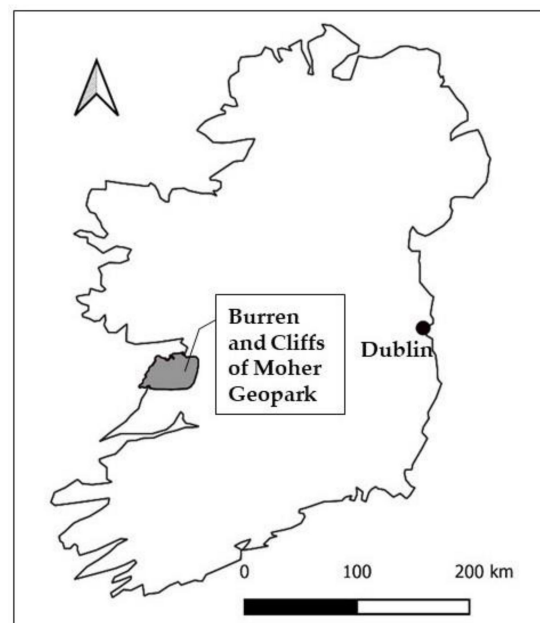 Burren
and Cliffs
of Moher
Geopark
Dublin
0 100 200 km